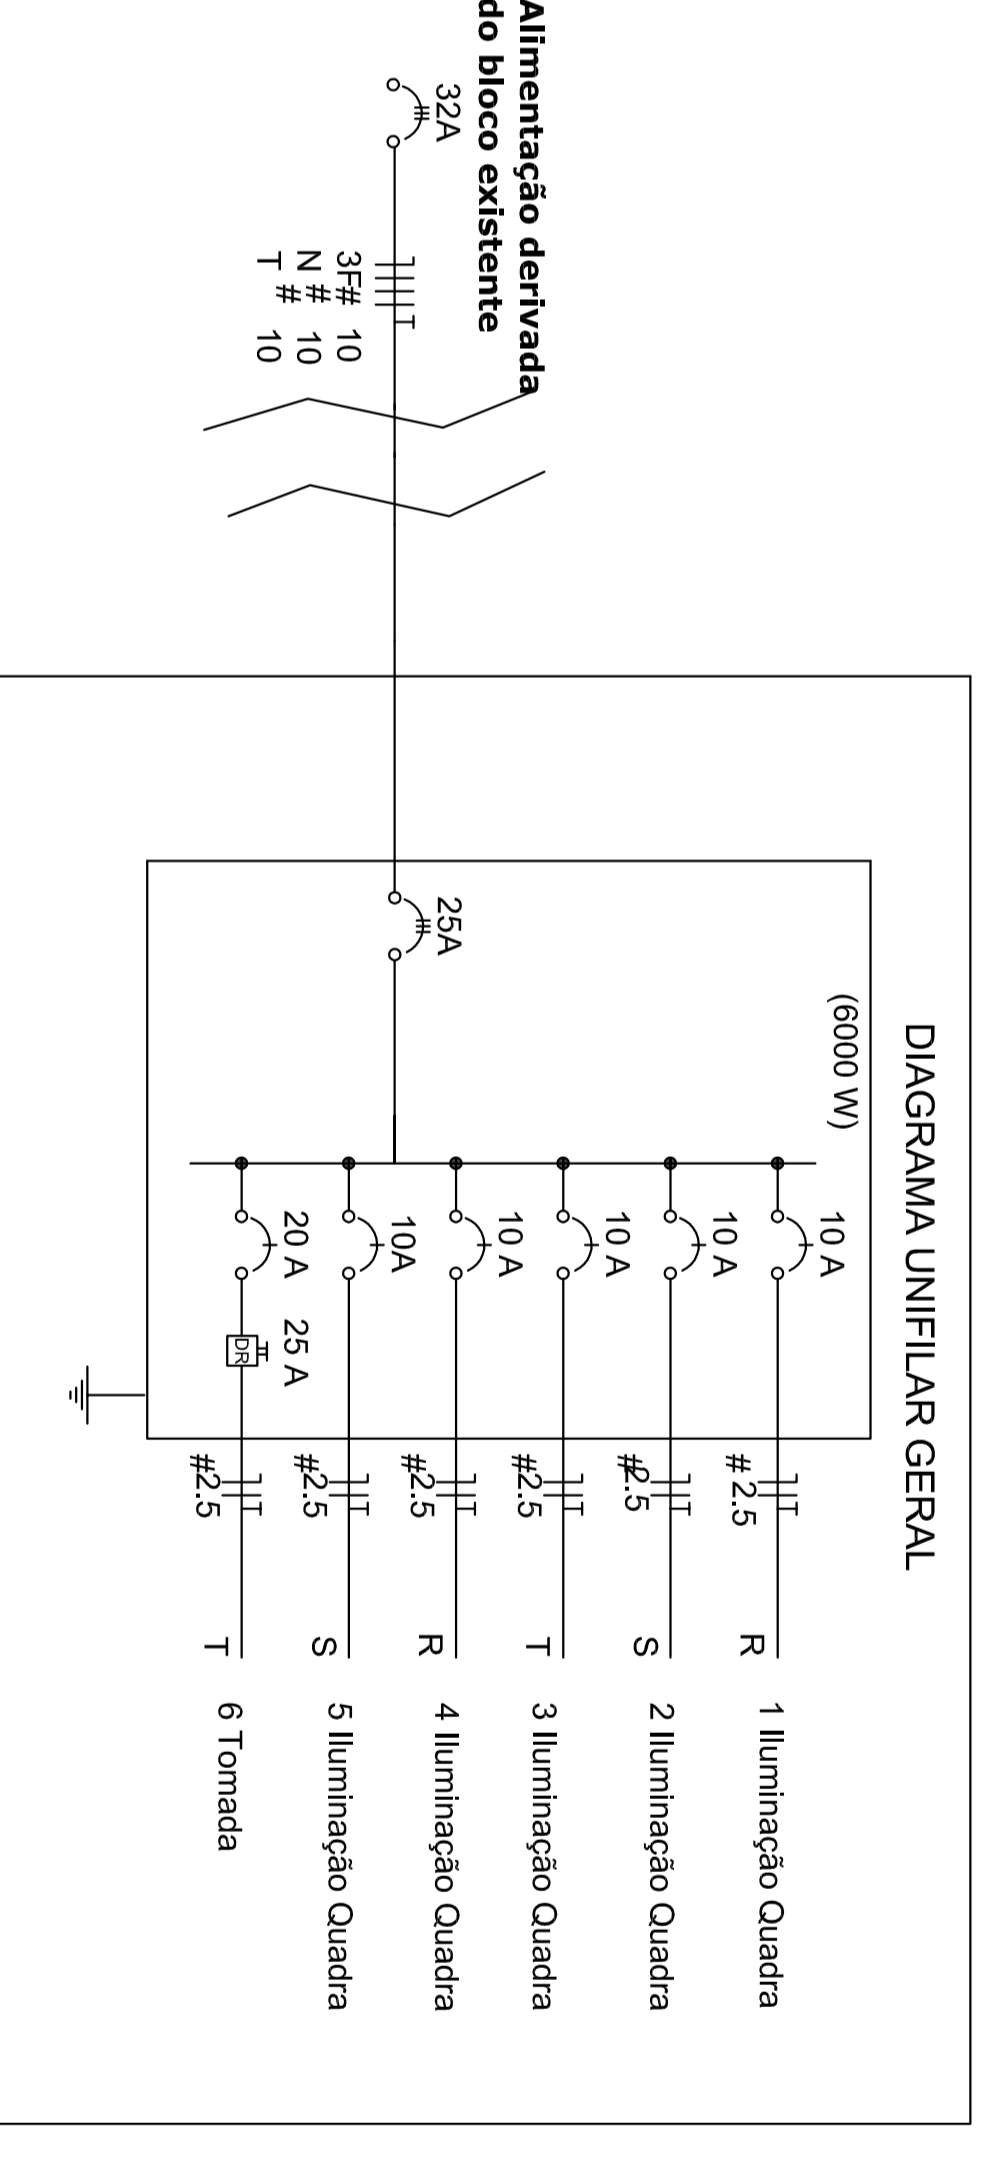 DIAGRAMA UNIFILAR GERAL
(6000 W)
Alimentação derivada
do bloco existente
32A
3F# 10
N # 10
T # 10
T
25A
10 A
# 2.5
T
R
1 Iluminação Quadra
10 A
#2.5
T
S
2 Iluminação Quadra
10 A
#2.5
T
T
3 Iluminação Quadra
10 A
#2.5
T
R
4 Iluminação Quadra
10A
#2.5
T
S
5 Iluminação Quadra
20 A
25 A
DR
#2.5
T
T
6 Tomada